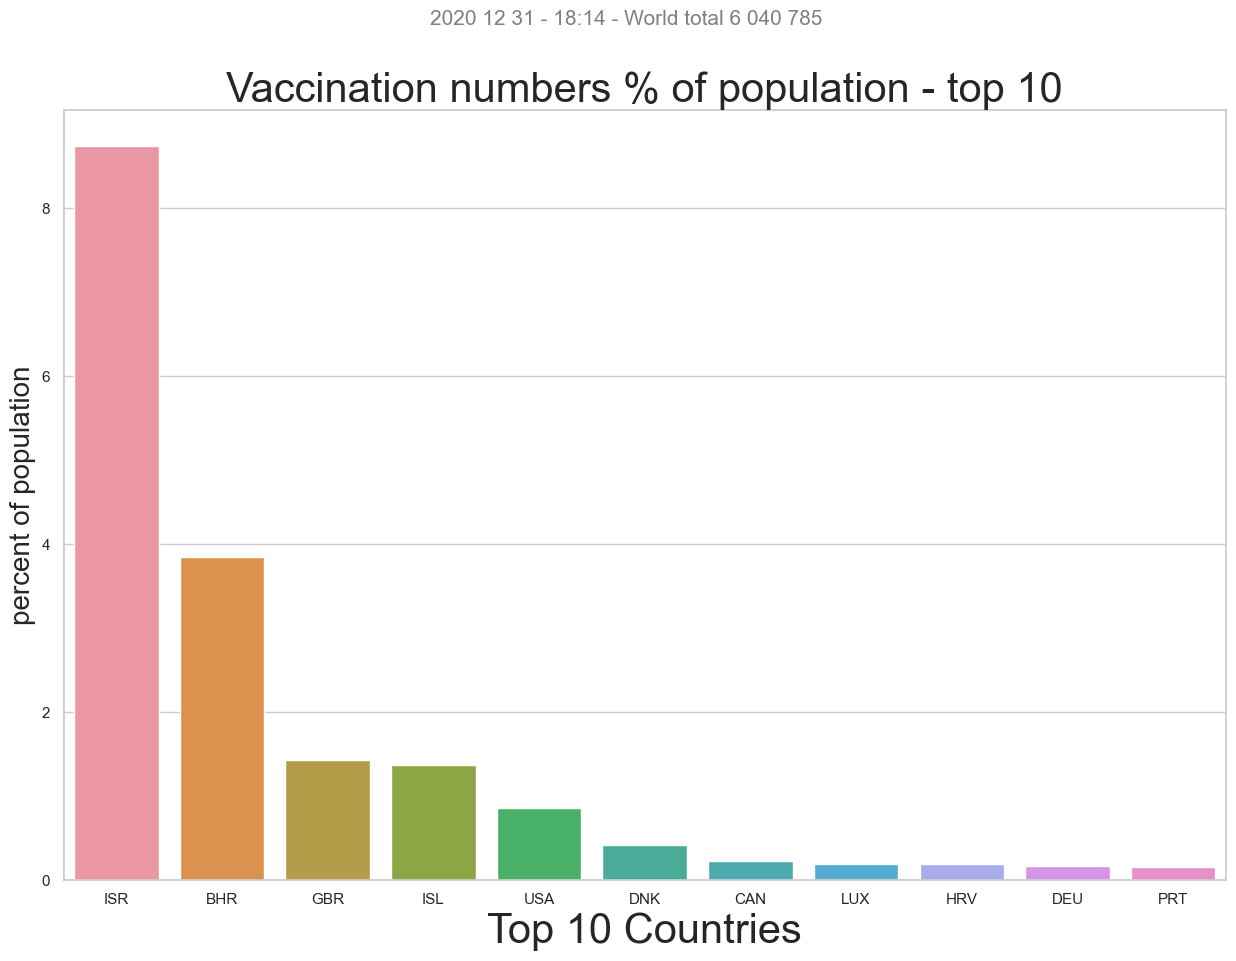 2020 12 31 - 18:14 - World total 6 040 785
Vaccination numbers % of population - top 10
percent of population
8
6
4
2
0
ISR BHR GBR ISL USA DNK CAN LUX HRV DEU PRT
Top 10 Countries